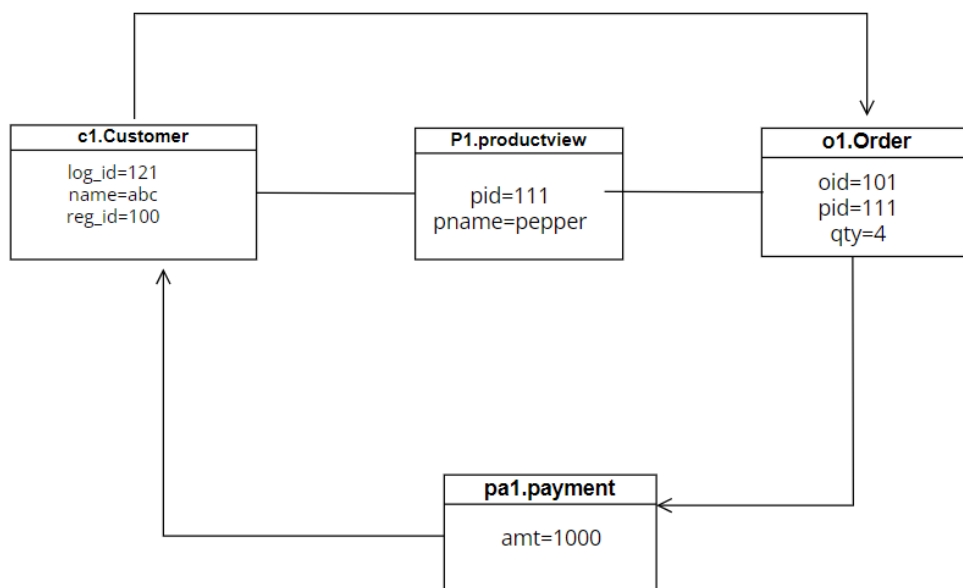 c1.Customer
log_id=121
name=abc
reg_id=100
P1.productview
pid=111
pname=pepper
o1.Order
oid=101
pid=111
qty=4
pa1.payment
amt=1000